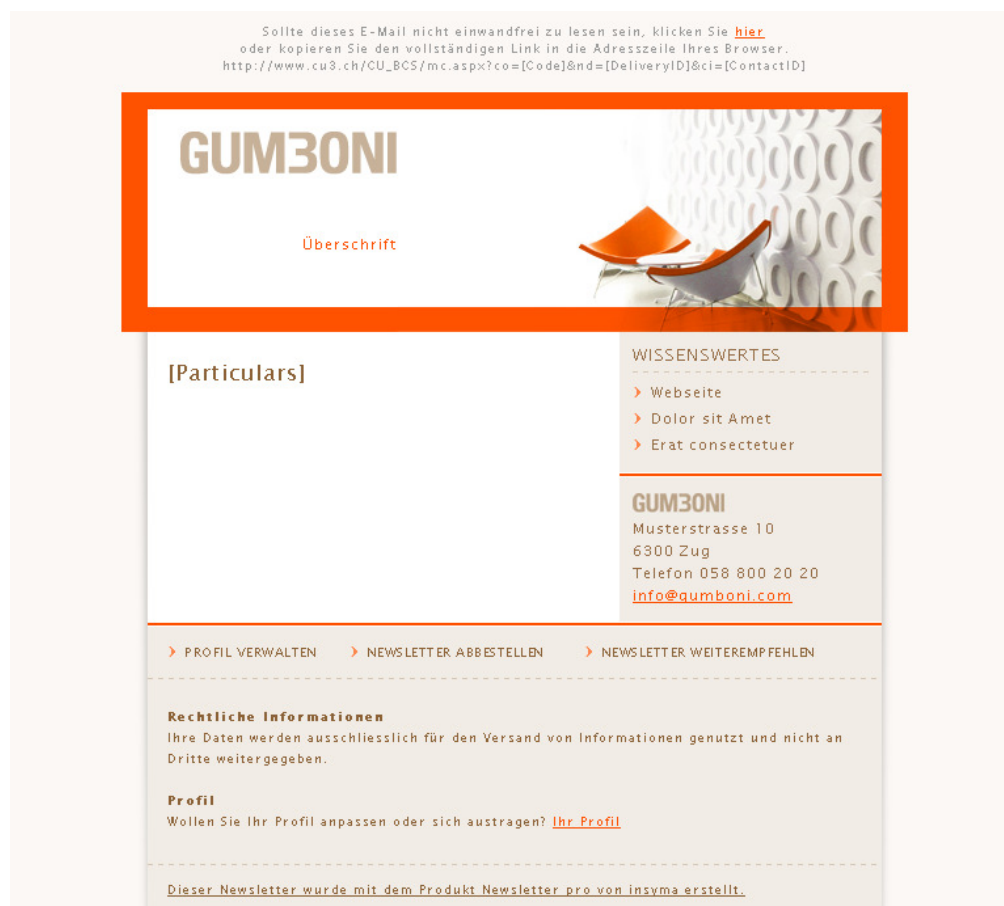 Sollte dieses E-Mail nicht einwandfrei zu lesen sein, klicken Sie hier
oder kopieren Sie den vollständigen Link in die Adresszeile Ihres Browser.
http://www.cu3.ch/CU_BCS/mc.aspx?co=[Code]&nd=[DeliveryID]&ci=[ContactID]
GUM3ONI
Überschrift
[Particulars]
WISSENSWERTES
Webseite
Dolor sit Amet
Erat consectetuer
GUM3ONI
Musterstrasse 10
6300 Zug
Telefon 058 800 20 20
info@gumboni.com
PROFIL VERWALTEN NEWSLETTER ABBESTELLEN NEWSLETTER WEITEREMPFEHLEN
Rechtliche Informationen
Ihre Daten werden ausschliesslich für den Versand von Informationen genutzt und nicht an
Dritte weitergegeben.
Profil
Wollen Sie Ihr Profil anpassen oder sich austragen? Ihr Profil
Dieser Newsletter wurde mit dem Produkt Newsletter pro von insyma erstellt.